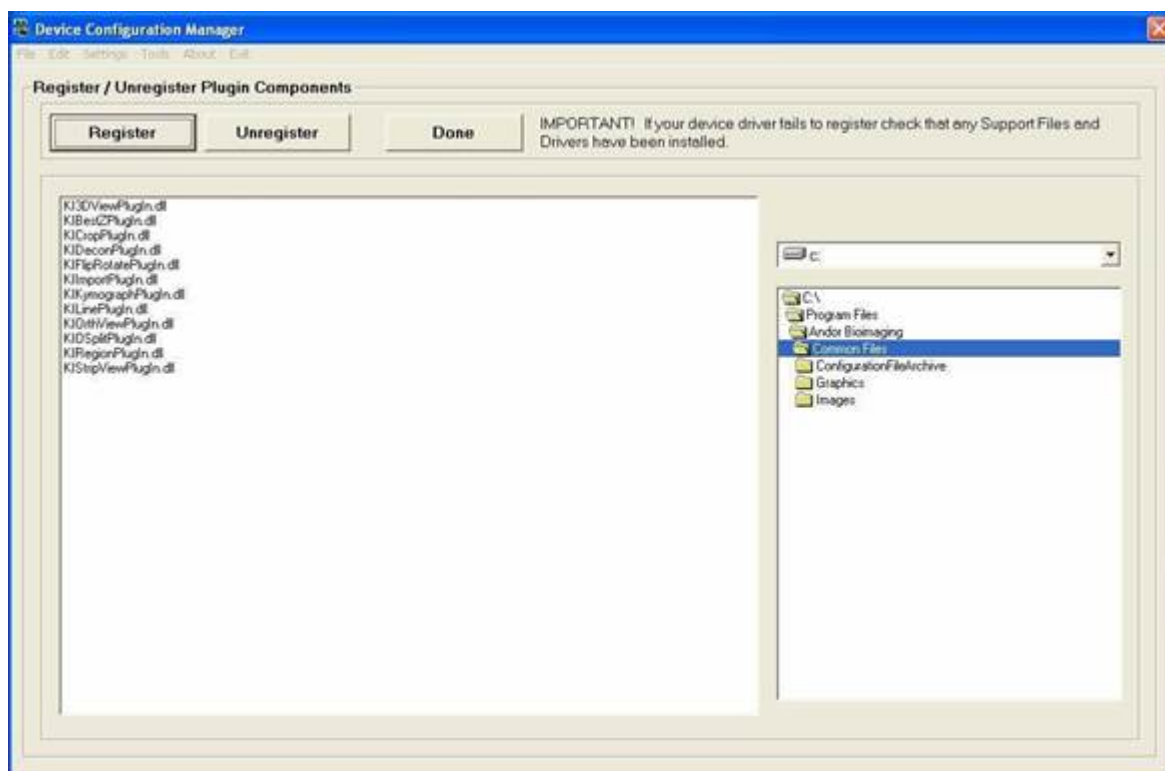 Device Configuration Manager
File Edit Settings Tools About Exit
Register / Unregister Plugin Components
Register Unregister Done
IMPORTANT! If your device driver fails to register check that any Support Files and
Drivers have been installed.
KI3DViewPlugIn.dll
KIBestZPlugIn.dll
KICropPlugIn.dll
KIDeconPlugIn.dll
KIFlipRotatePlugIn.dll
KIImportPlugIn.dll
KIKymographPlugIn.dll
KILinePlugIn.dll
KIOrthViewPlugIn.dll
KIDSplitPlugIn.dll
KIRegionPlugIn.dll
KIStripViewPlugIn.dll
c:
C:\
Program Files
Andor Bioimaging
Common Files
ConfigurationFileArchive
Graphics
Images